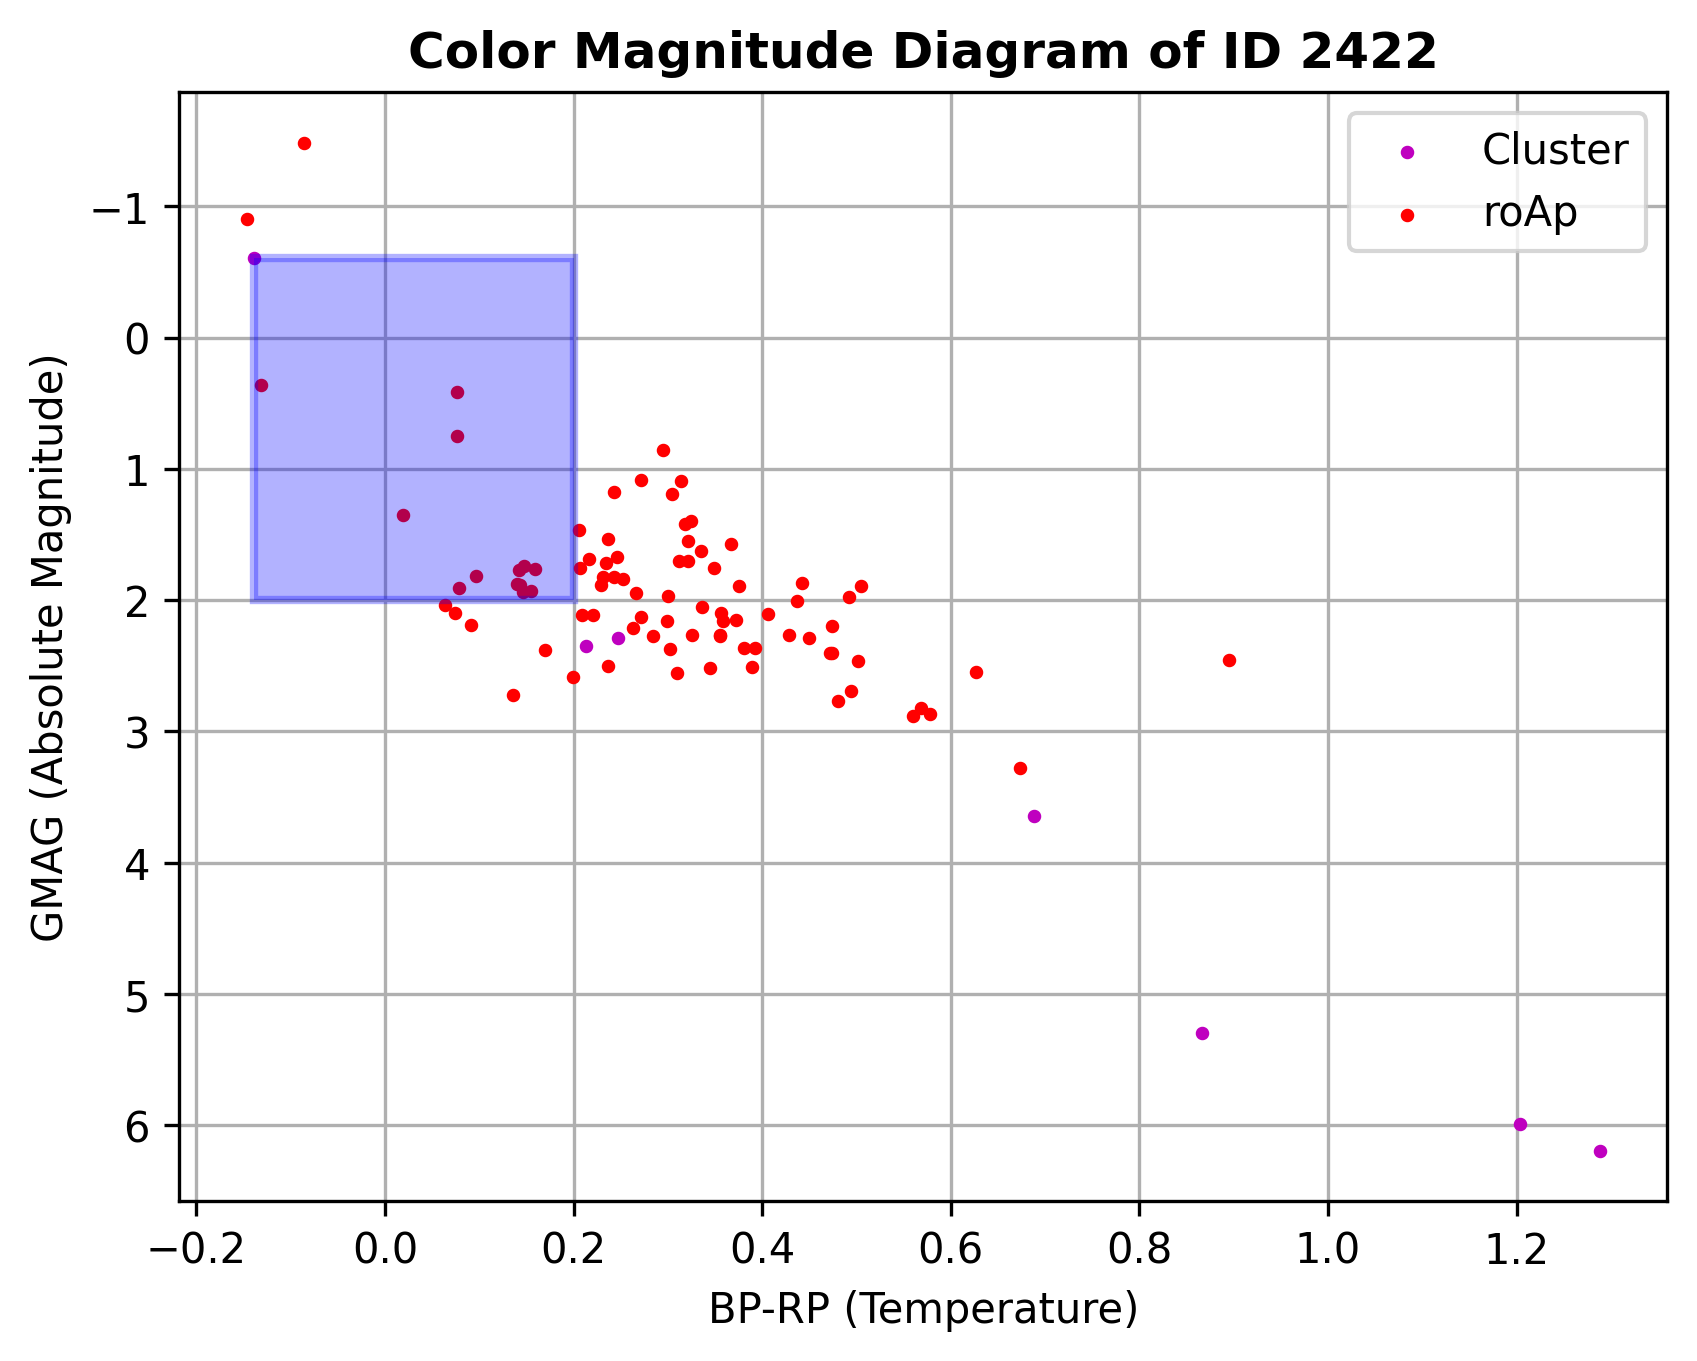 Color Magnitude Diagram of ID 2422
Cluster
roAp
−1
0
1
2
3
4
5
6
GMAG (Absolute Magnitude)
−0.2 0.0 0.2 0.4 0.6 0.8 1.0 1.2
BP-RP (Temperature)